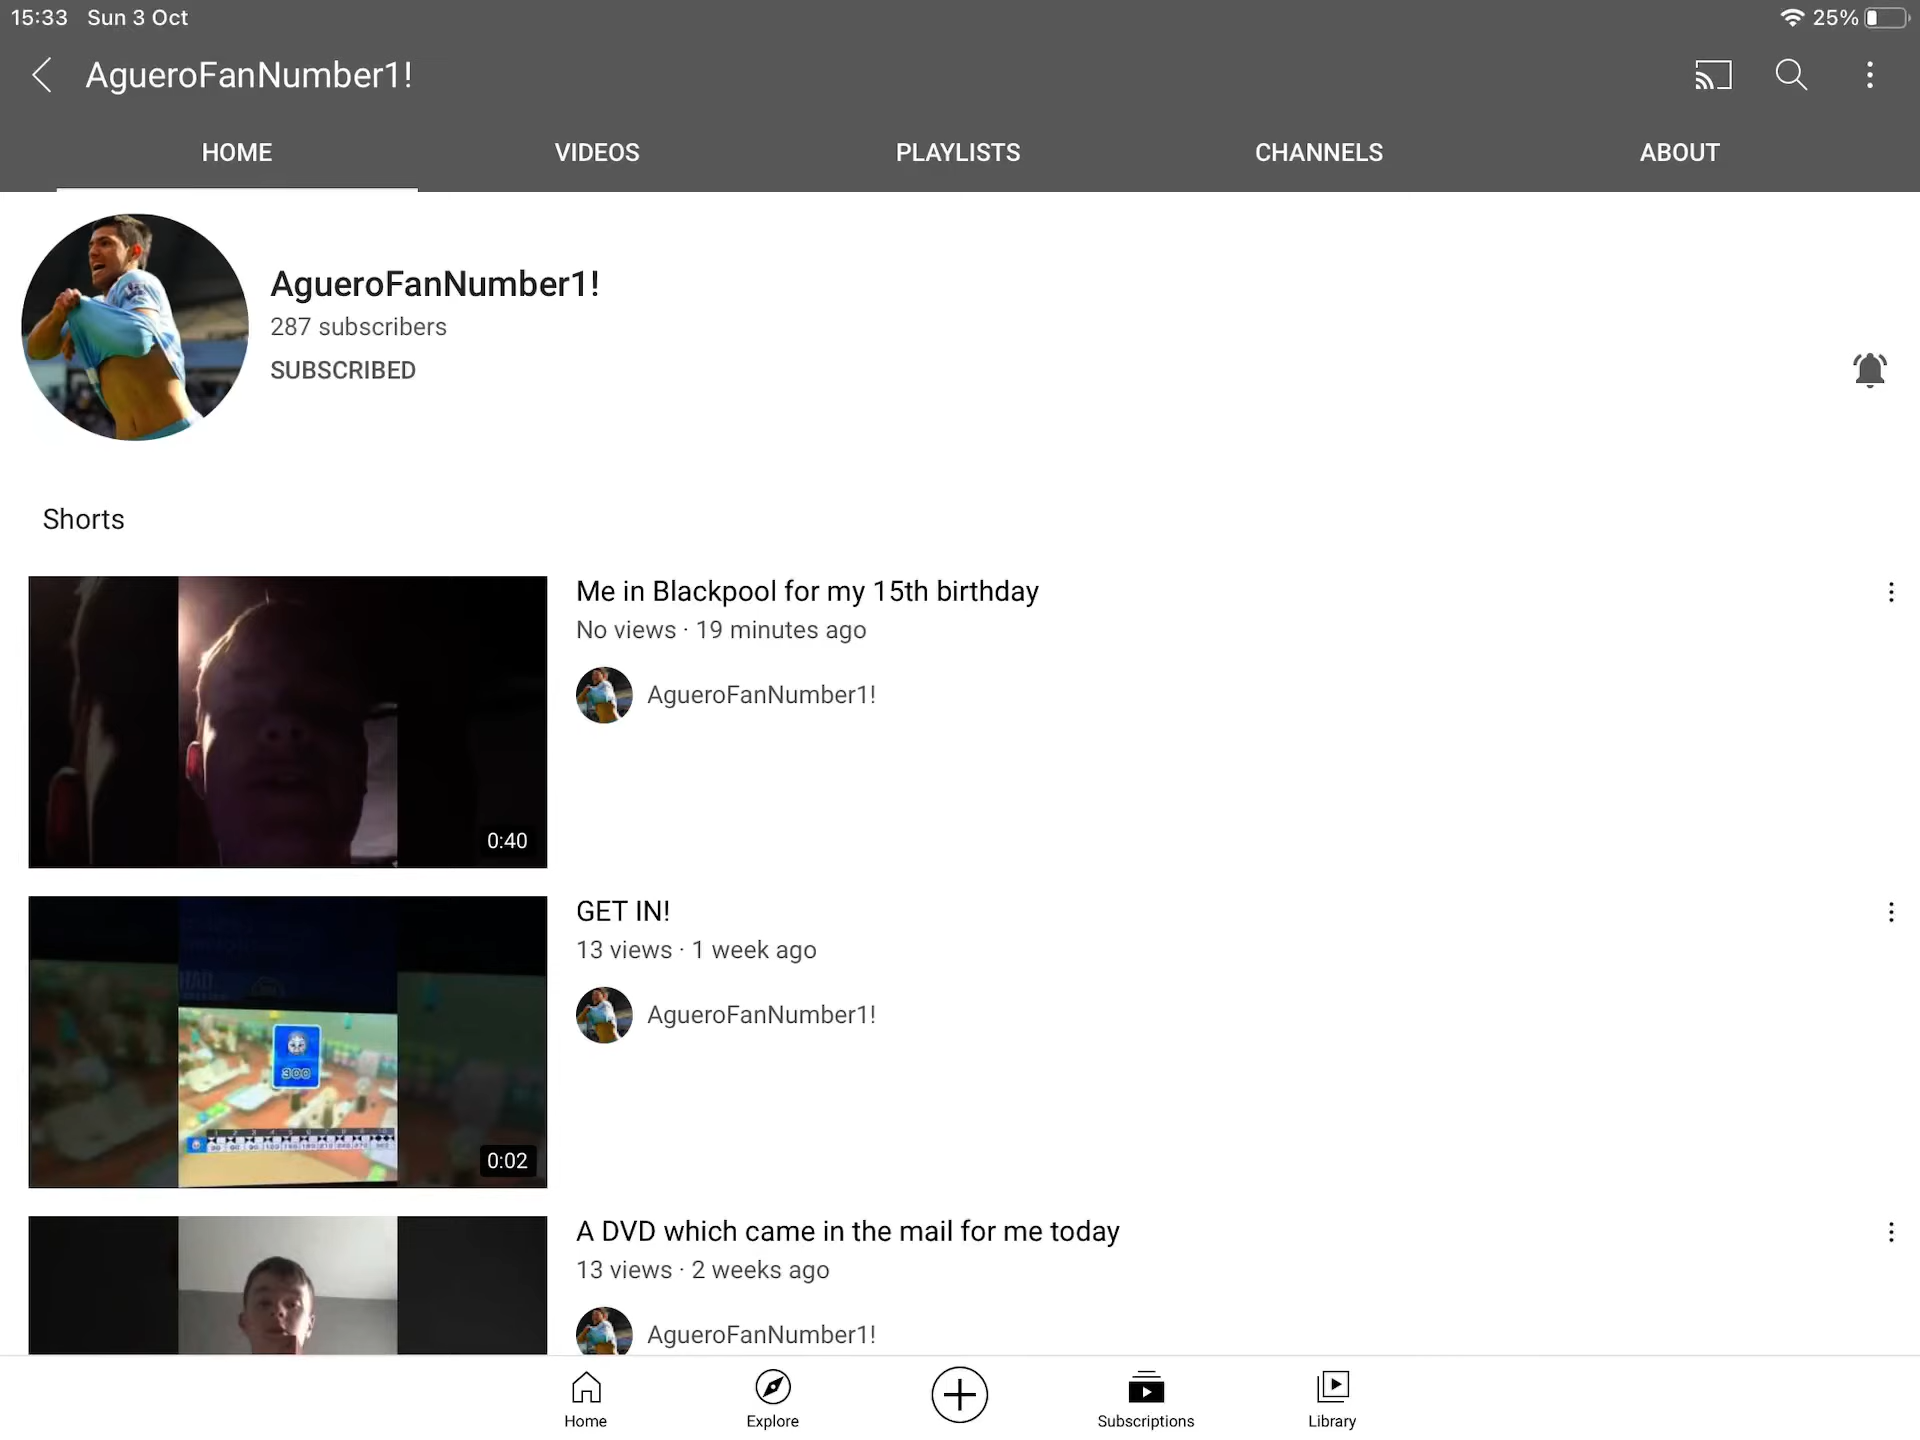 15:33 Sun 3 Oct
25%
AgueroFanNumber1!
HOME VIDEOS PLAYLISTS CHANNELS ABOUT
AgueroFanNumber1!
287 subscribers
SUBSCRIBED
Shorts
Me in Blackpool for my 15th birthday
No views · 19 minutes ago
AgueroFanNumber1!
0:40
GET IN!
13 views · 1 week ago
AgueroFanNumber1!
300
0:02
A DVD which came in the mail for me today
13 views · 2 weeks ago
AgueroFanNumber1!
Home Explore Subscriptions Library